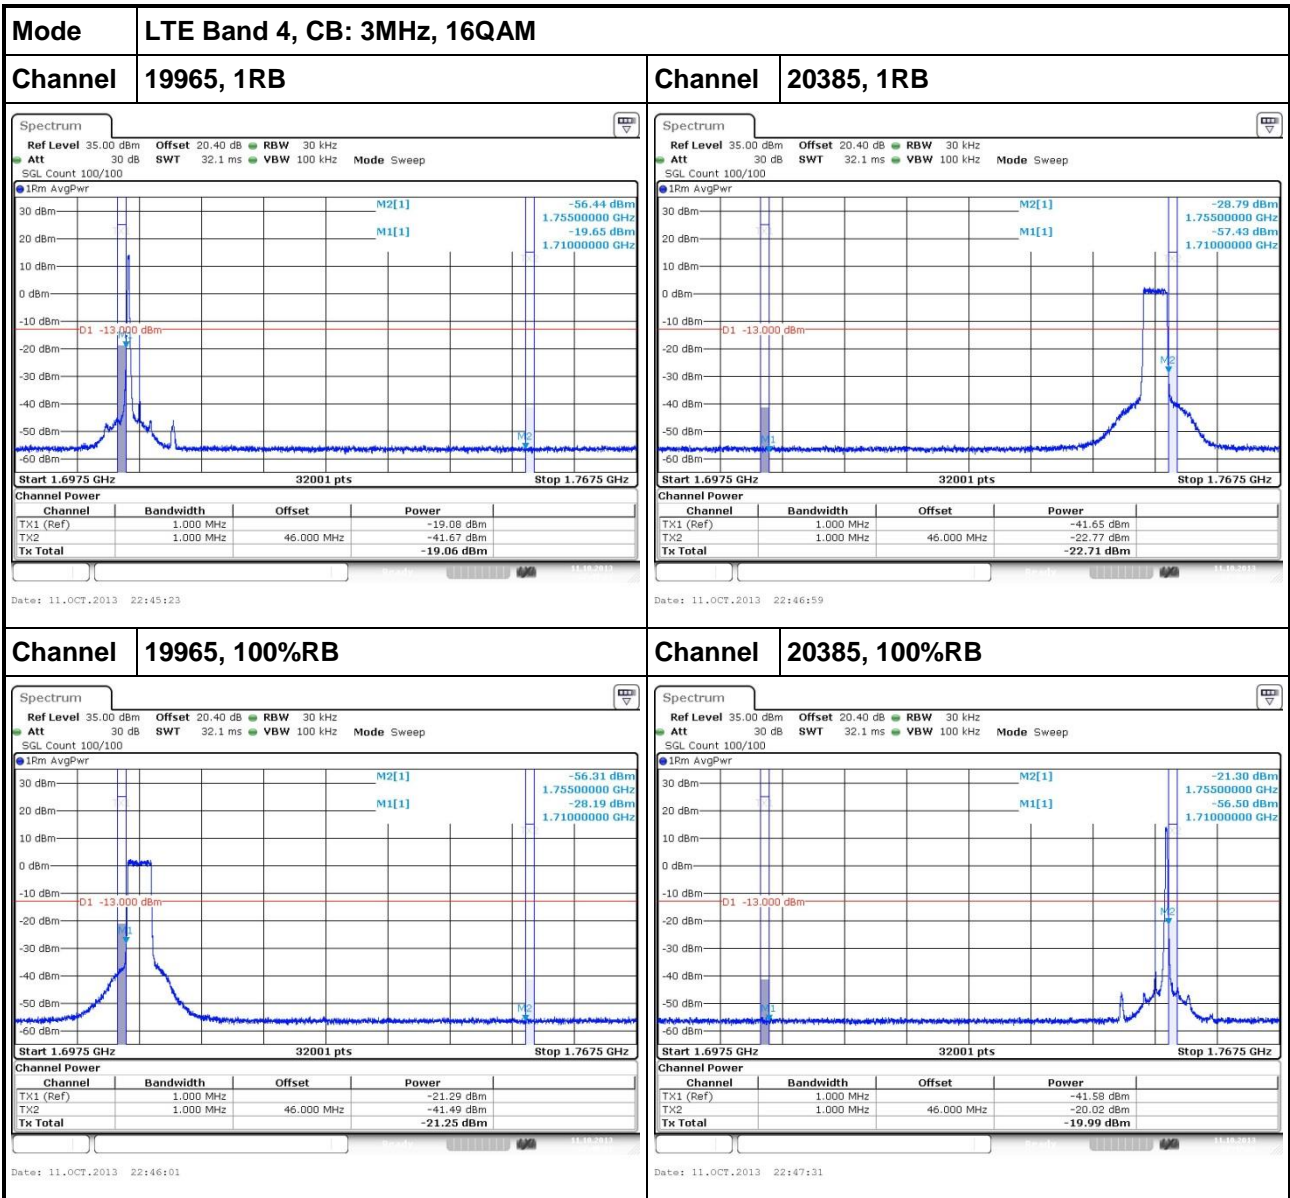 Mode LTE Band 4, CB: 3MHz, 16QAM
Channel 19965, 1RB
Channel 20385, 1RB
Spectrum
Ref Level 35.00 dBm Offset 20.40 dB RBW 30 kHz
Att 30 dB SWT 32.1 ms VBW 100 kHz Mode Sweep
SGL Count 100/100
1Rm AvgPwr
M2[1] -56.44 dBm
1.75500000 GHz
M1[1] -19.65 dBm
1.71000000 GHz
30 dBm
20 dBm
10 dBm
0 dBm
-10 dBm
D1 -13.000 dBm
-20 dBm
-30 dBm
-40 dBm
-50 dBm
M2
-60 dBm
Start 1.6975 GHz 32001 pts Stop 1.7675 GHz
Channel Power
Channel Bandwidth Offset Power
TX1 (Ref) 1.000 MHz -19.08 dBm
TX2 1.000 MHz 46.000 MHz -41.67 dBm
Tx Total -19.06 dBm
Date: 11.OCT.2013 22:45:23
Spectrum
Ref Level 35.00 dBm Offset 20.40 dB RBW 30 kHz
Att 30 dB SWT 32.1 ms VBW 100 kHz Mode Sweep
SGL Count 100/100
1Rm AvgPwr
M2[1] -28.79 dBm
1.75500000 GHz
M1[1] -57.43 dBm
1.71000000 GHz
30 dBm
20 dBm
10 dBm
0 dBm
-10 dBm
D1 -13.000 dBm
-20 dBm
M2
-30 dBm
-40 dBm
-50 dBm
M1
-60 dBm
Start 1.6975 GHz 32001 pts Stop 1.7675 GHz
Channel Power
Channel Bandwidth Offset Power
TX1 (Ref) 1.000 MHz -41.65 dBm
TX2 1.000 MHz 46.000 MHz -22.77 dBm
Tx Total -22.71 dBm
Date: 11.OCT.2013 22:46:59
Channel 19965, 100%RB
Channel 20385, 100%RB
Spectrum
Ref Level 35.00 dBm Offset 20.40 dB RBW 30 kHz
Att 30 dB SWT 32.1 ms VBW 100 kHz Mode Sweep
SGL Count 100/100
1Rm AvgPwr
M2[1] -56.31 dBm
1.75500000 GHz
M1[1] -28.19 dBm
1.71000000 GHz
30 dBm
20 dBm
10 dBm
0 dBm
-10 dBm
D1 -13.000 dBm
-20 dBm
M1
-30 dBm
-40 dBm
-50 dBm
M2
-60 dBm
Start 1.6975 GHz 32001 pts Stop 1.7675 GHz
Channel Power
Channel Bandwidth Offset Power
TX1 (Ref) 1.000 MHz -21.29 dBm
TX2 1.000 MHz 46.000 MHz -41.49 dBm
Tx Total -21.25 dBm
Date: 11.OCT.2013 22:46:01
Spectrum
Ref Level 35.00 dBm Offset 20.40 dB RBW 30 kHz
Att 30 dB SWT 32.1 ms VBW 100 kHz Mode Sweep
SGL Count 100/100
1Rm AvgPwr
M2[1] -21.30 dBm
1.75500000 GHz
M1[1] -56.50 dBm
1.71000000 GHz
30 dBm
20 dBm
10 dBm
0 dBm
-10 dBm
D1 -13.000 dBm
M2
-20 dBm
-30 dBm
-40 dBm
-50 dBm
M1
-60 dBm
Start 1.6975 GHz 32001 pts Stop 1.7675 GHz
Channel Power
Channel Bandwidth Offset Power
TX1 (Ref) 1.000 MHz -41.58 dBm
TX2 1.000 MHz 46.000 MHz -20.02 dBm
Tx Total -19.99 dBm
Date: 11.OCT.2013 22:47:31